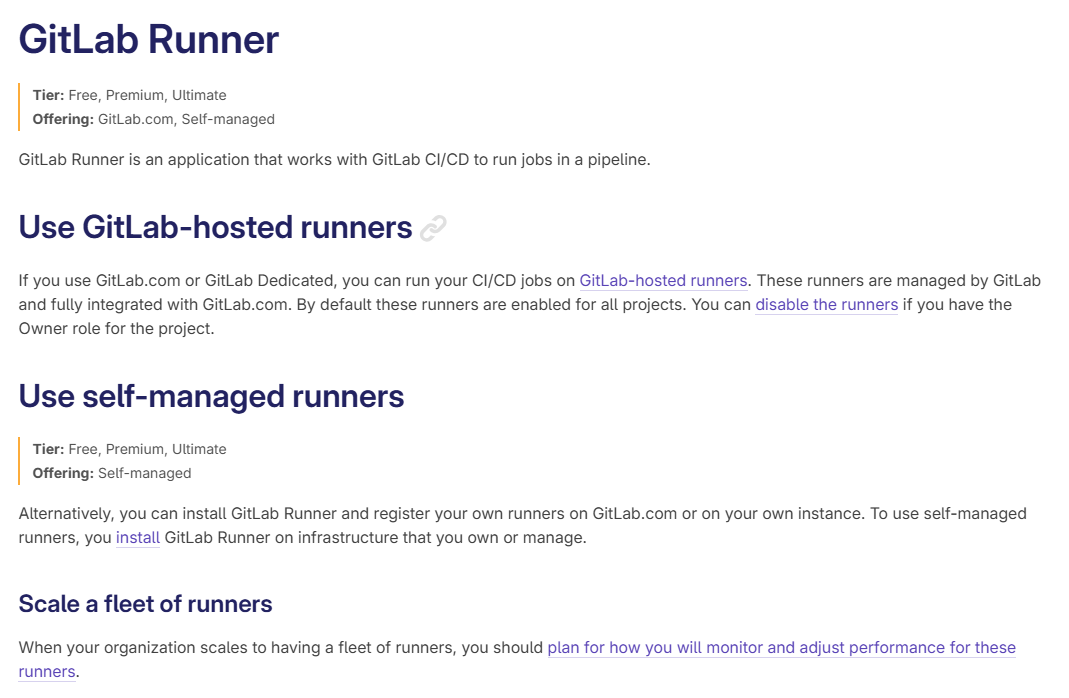 GitLab Runner
Tier: Free, Premium, Ultimate
Offering: GitLab.com, Self-managed
GitLab Runner is an application that works with GitLab CI/CD to run jobs in a pipeline.
Use GitLab-hosted runners
If you use GitLab.com or GitLab Dedicated, you can run your CI/CD jobs on GitLab-hosted runners. These runners are managed by GitLab
and fully integrated with GitLab.com. By default these runners are enabled for all projects. You can disable the runners if you have the
Owner role for the project.
Use self-managed runners
Tier: Free, Premium, Ultimate
Offering: Self-managed
Alternatively, you can install GitLab Runner and register your own runners on GitLab.com or on your own instance. To use self-managed
runners, you install GitLab Runner on infrastructure that you own or manage.
Scale a fleet of runners
When your organization scales to having a fleet of runners, you should plan for how you will monitor and adjust performance for these
runners.